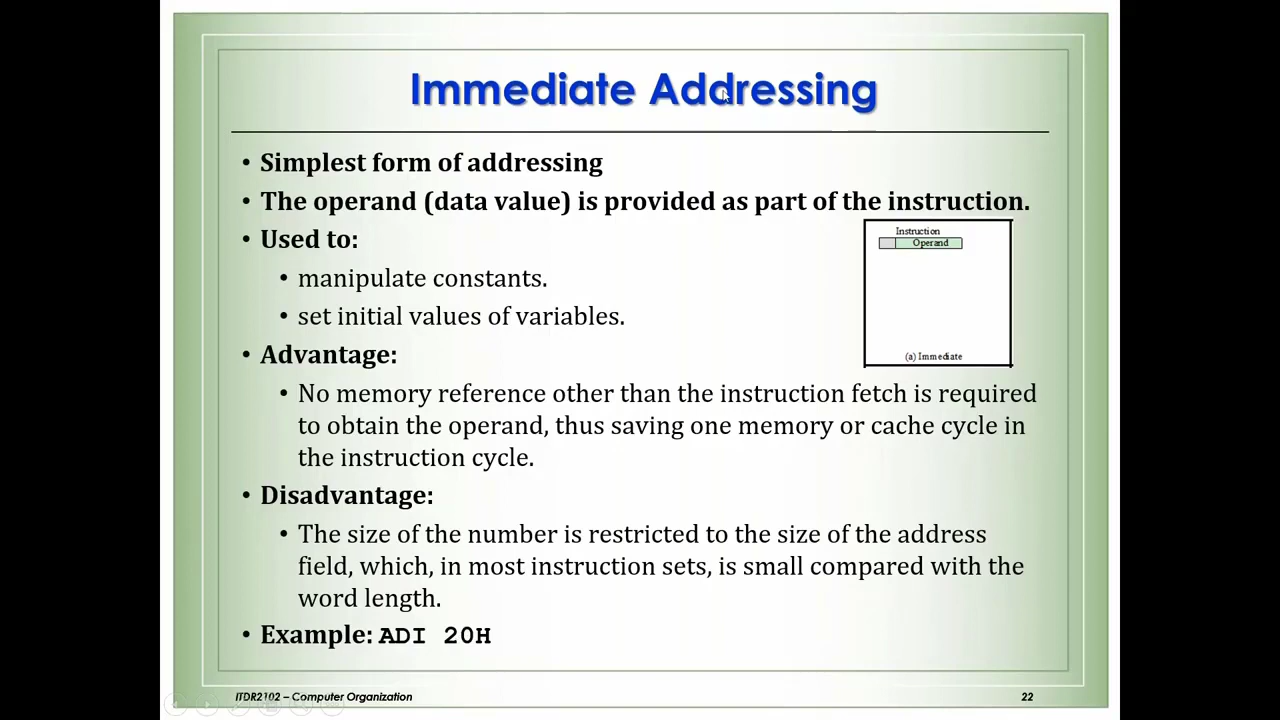 Immediate Addressing
• Simplest form of addressing
• The operand (data value) is provided as part of the instruction.
• Used to:
• manipulate constants.
• set initial values of variables.
Instruction
Operand
(a) Immediate
• Advantage:
• No memory reference other than the instruction fetch is required
to obtain the operand, thus saving one memory or cache cycle in
the instruction cycle.
• Disadvantage:
• The size of the number is restricted to the size of the address
field, which, in most instruction sets, is small compared with the
word length.
• Example: ADI 20H
ITDR2102 – Computer Organization
22